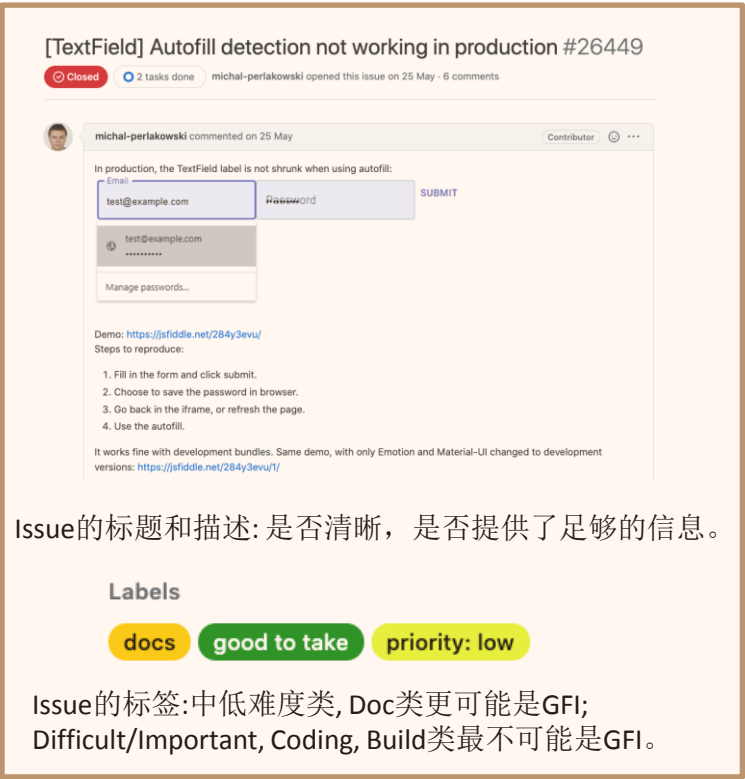 [TextField] Autofill detection not working in production #26449
Closed 2 tasks done michal-perlakowski opened this issue on 25 May · 6 comments
michal-perlakowski commented on 25 May Contributor ···
In production, the TextField label is not shrunk when using autofill:
Email
test@example.com Password SUBMIT
test@example.com
••••••••••
Manage passwords...
Demo: https://jsfiddle.net/284y3evu/
Steps to reproduce:
1. Fill in the form and click submit.
2. Choose to save the password in browser.
3. Go back in the iframe, or refresh the page.
4. Use the autofill.
It works fine with development bundles. Same demo, with only Emotion and Material-UI changed to development
versions: https://jsfiddle.net/284y3evu/1/
Issue的标题和描述: 是否清晰，是否提供了足够的信息。
Labels
docs good to take priority: low
Issue的标签:中低难度类, Doc类更可能是GFI;
Difficult/Important, Coding, Build类最不可能是GFI。